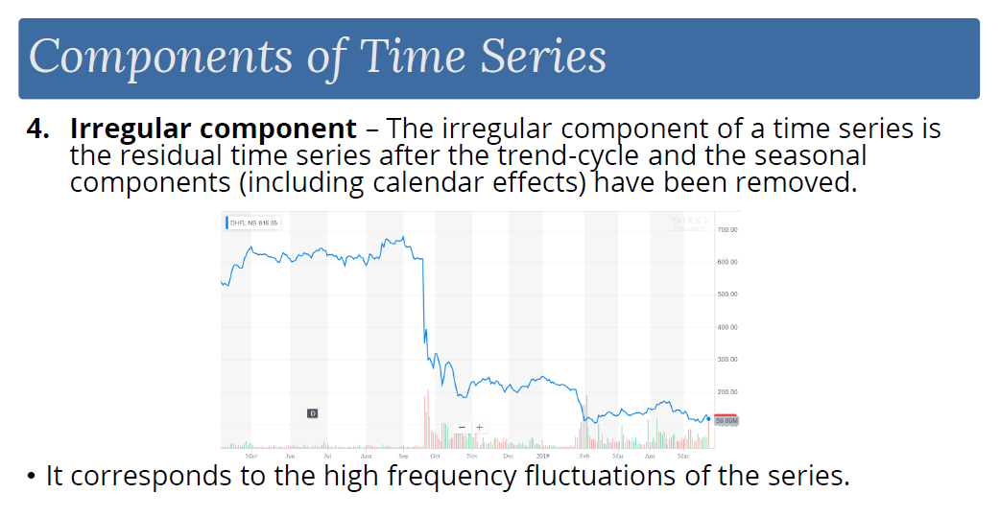 Components of Time Series
4. Irregular component – The irregular component of a time series is
the residual time series after the trend-cycle and the seasonal
components (including calendar effects) have been removed.
DHFL.NS 616.85
YAHOO!
FINANCE
700.00
600.00
500.00
400.00
300.00
200.00
59.89M
D
− +
May Jun Jul Aug Sep Oct Nov Dec 2019 Feb Mar Apr May
• It corresponds to the high frequency fluctuations of the series.